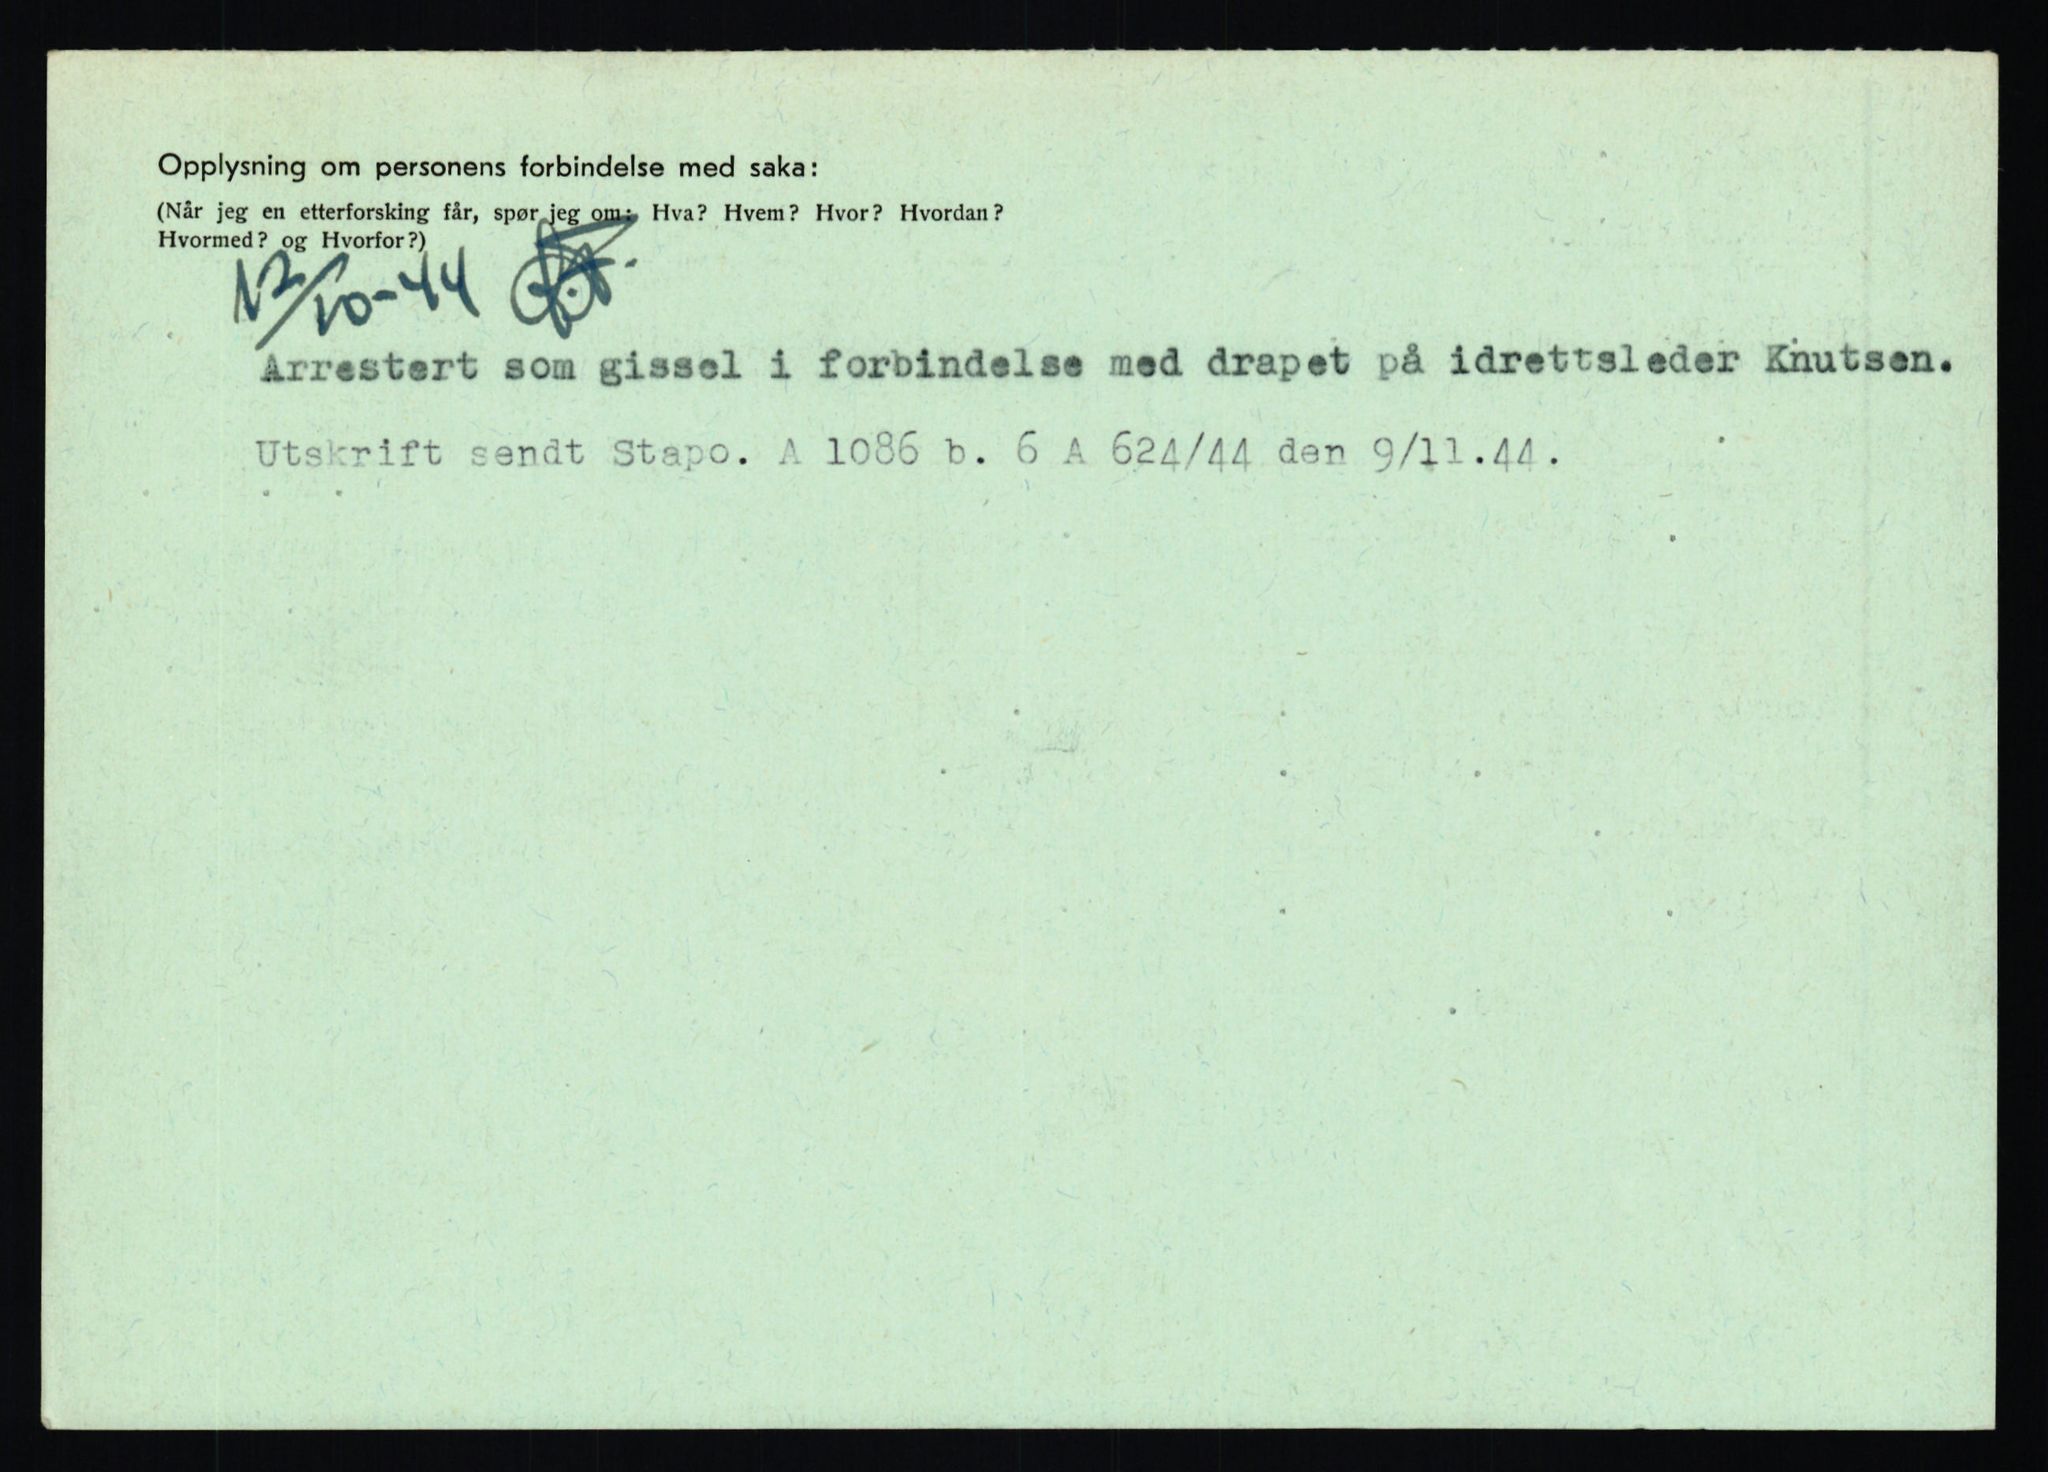 Opplysning om personens forbindelse med saka:
(Når jeg en etterforsking får, spør jeg om: Hva? Hvem? Hvor? Hvordan?
Hvormed? og Hvorfor?)
12/10-44
Arrestert som gissel i forbindelse med drapet på idrettsleder Knutsen.
Utskrift sendt Stapo. A 1086 b. 6 A 624/44 den 9/11.44.